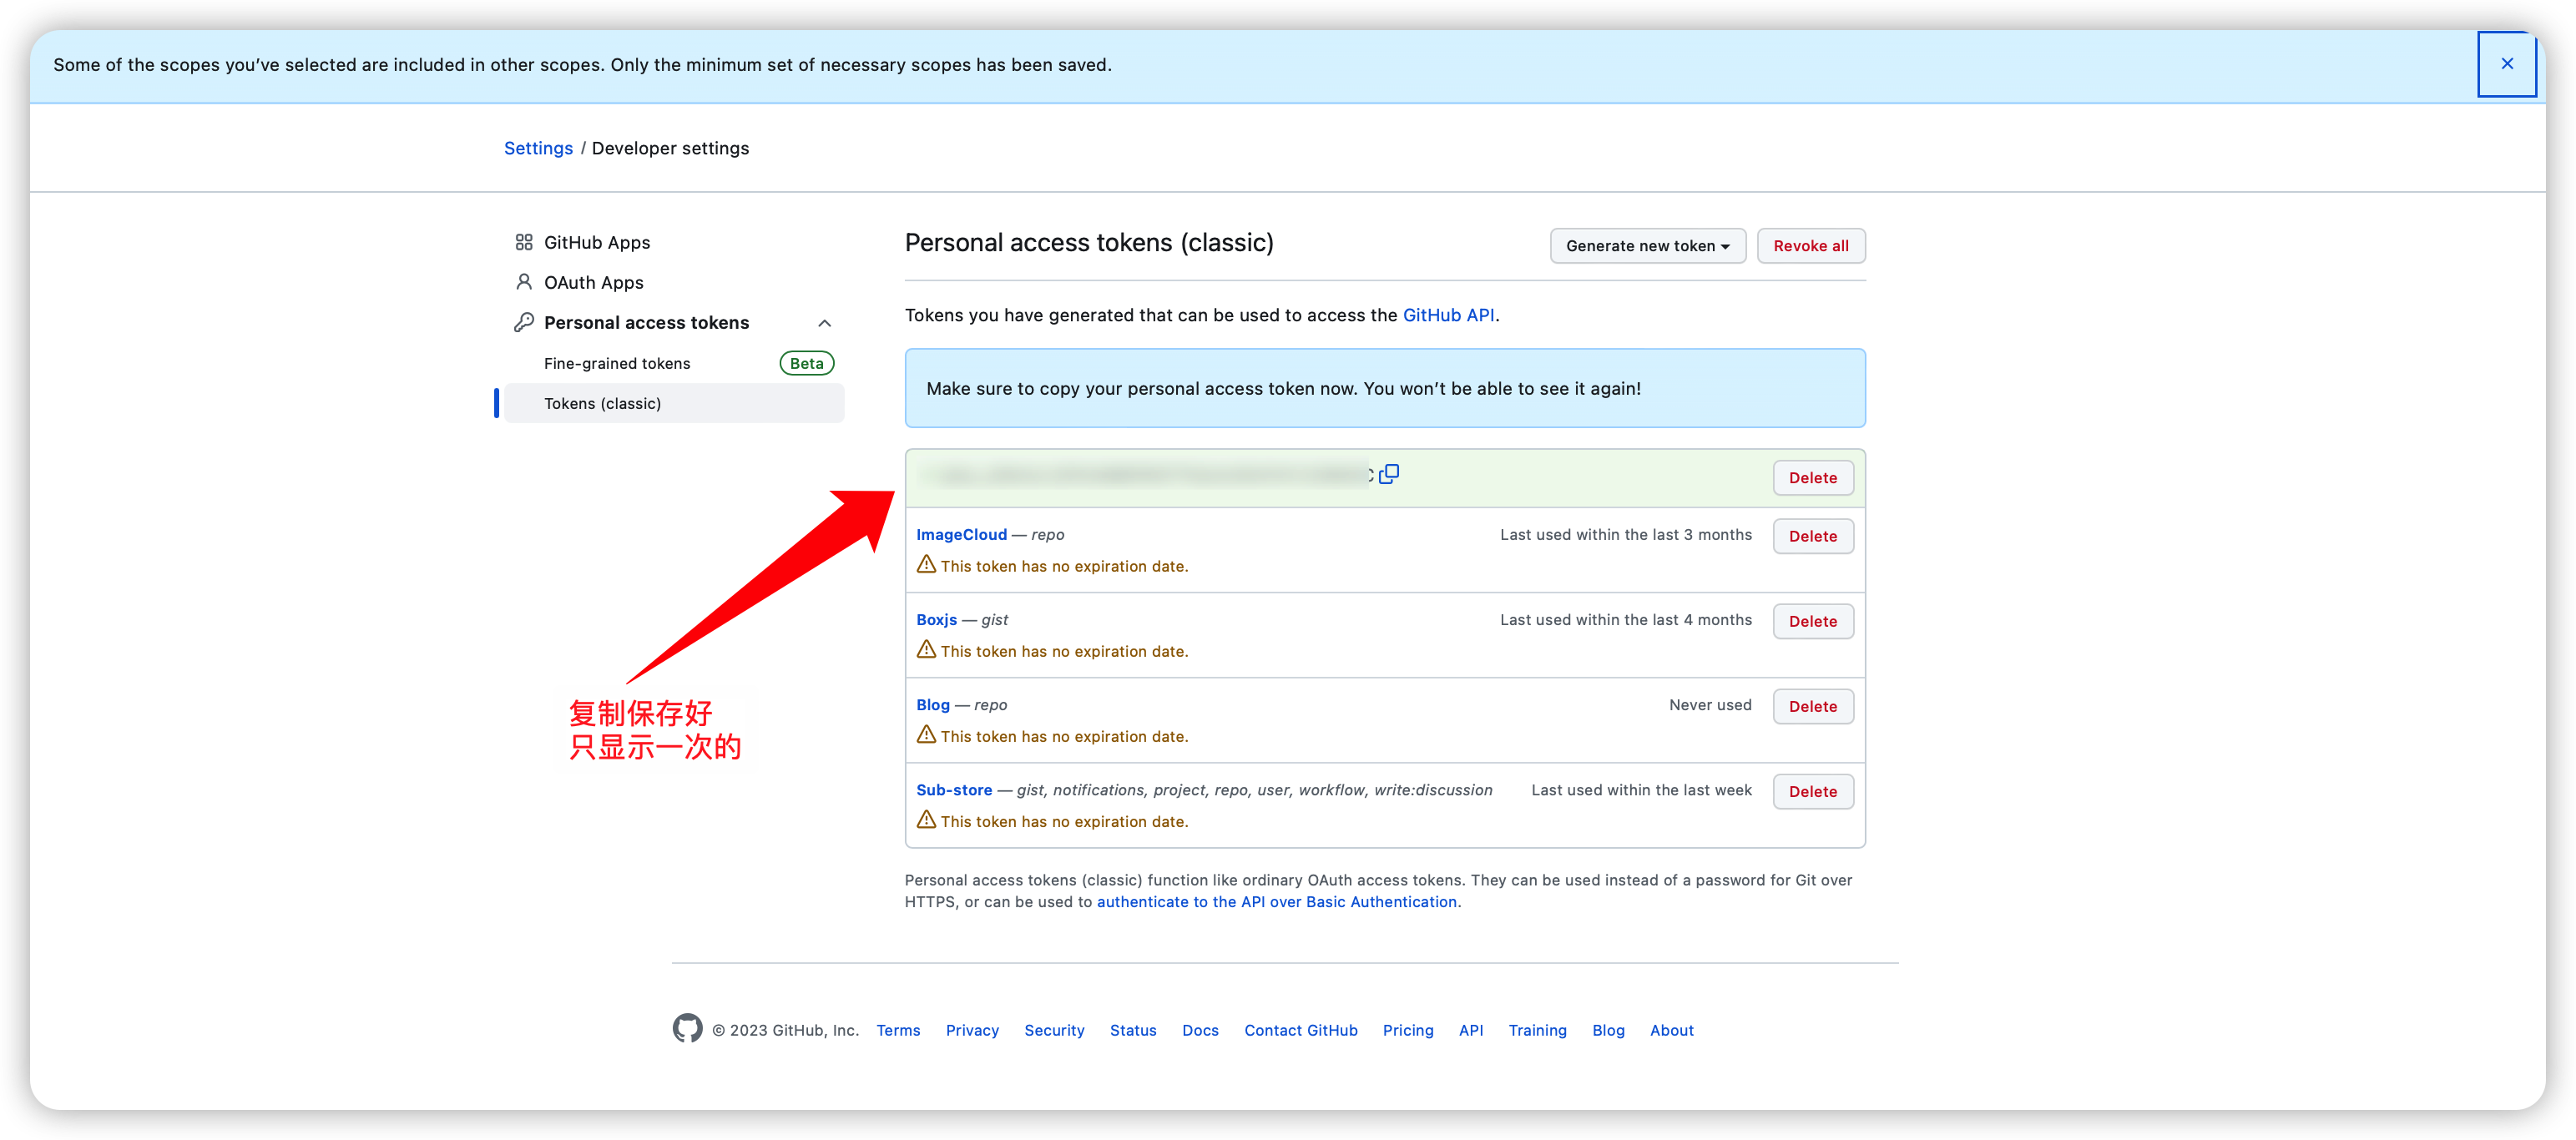 Some of the scopes you’ve selected are included in other scopes. Only the minimum set of necessary scopes has been saved.
Settings / Developer settings
GitHub Apps
OAuth Apps
Personal access tokens
Fine-grained tokens Beta
Tokens (classic)
Personal access tokens (classic)
Generate new token
Revoke all
Tokens you have generated that can be used to access the GitHub API.
Make sure to copy your personal access token now. You won’t be able to see it again!
Delete
ImageCloud — repo Last used within the last 3 months Delete
This token has no expiration date.
Boxjs — gist Last used within the last 4 months Delete
This token has no expiration date.
Blog — repo Never used Delete
This token has no expiration date.
Sub-store — gist, notifications, project, repo, user, workflow, write:discussion Last used within the last week Delete
This token has no expiration date.
复制保存好
只显示一次的
Personal access tokens (classic) function like ordinary OAuth access tokens. They can be used instead of a password for Git over
HTTPS, or can be used to authenticate to the API over Basic Authentication.
© 2023 GitHub, Inc. Terms Privacy Security Status Docs Contact GitHub Pricing API Training Blog About